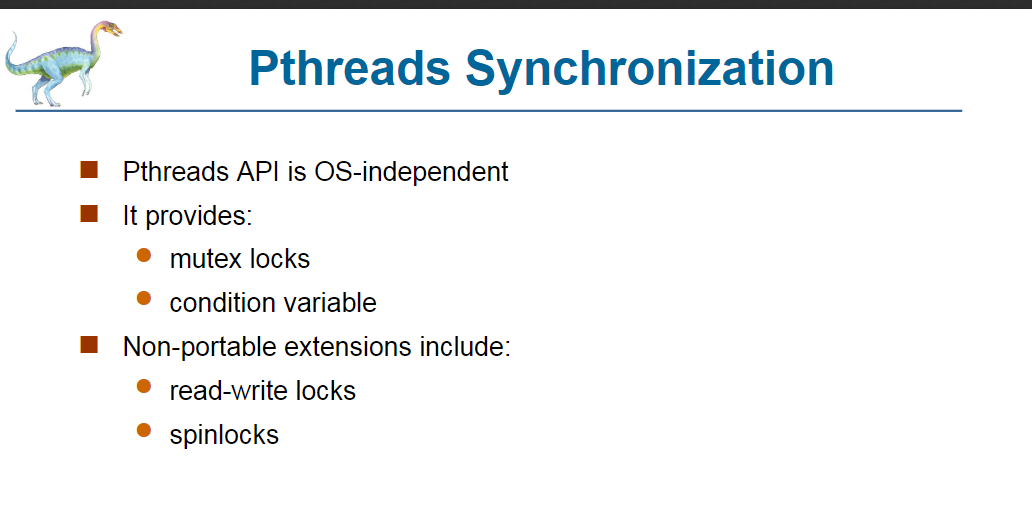 Pthreads Synchronization
Pthreads API is OS-independent
It provides:
mutex locks
condition variable
Non-portable extensions include:
read-write locks
spinlocks